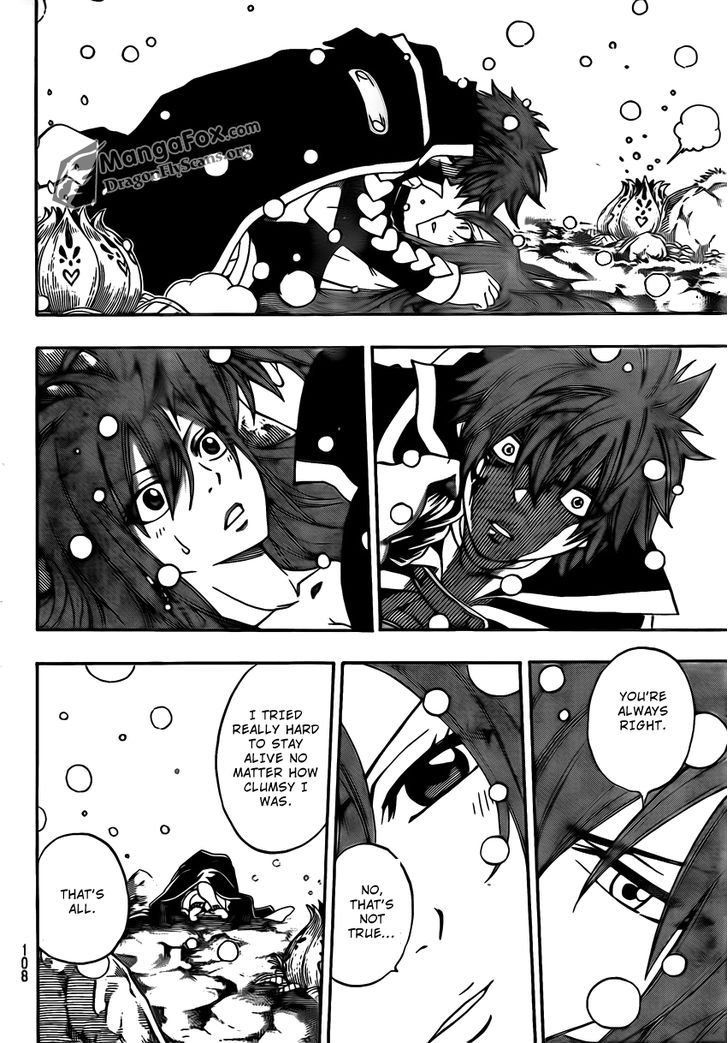 MangaFox.com
DragonFlyScans.org
YOU'RE
ALWAYS
RIGHT.
NO,
THAT'S
NOT
TRUE...
I TRIED
REALLY HARD
TO STAY
ALIVE NO
MATTER HOW
CLUMSY I
WAS.
THAT'S
ALL.
108